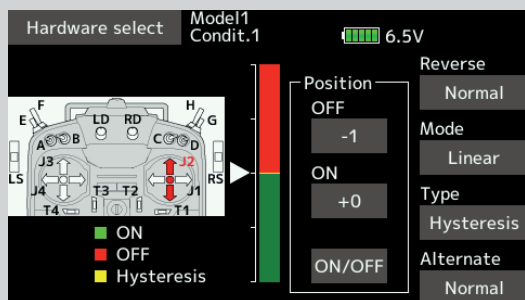 Hardware select
Model1
Condit.1
6.5V
F
H
E
LD
RD
G
A
B
C
D
J3
J2
LS
RS
J4
T3
T2
J1
T4
T1
ON
OFF
Hysteresis
Position
OFF
-1
ON
+0
ON/OFF
Reverse
Normal
Mode
Linear
Type
Hysteresis
Alternate
Normal